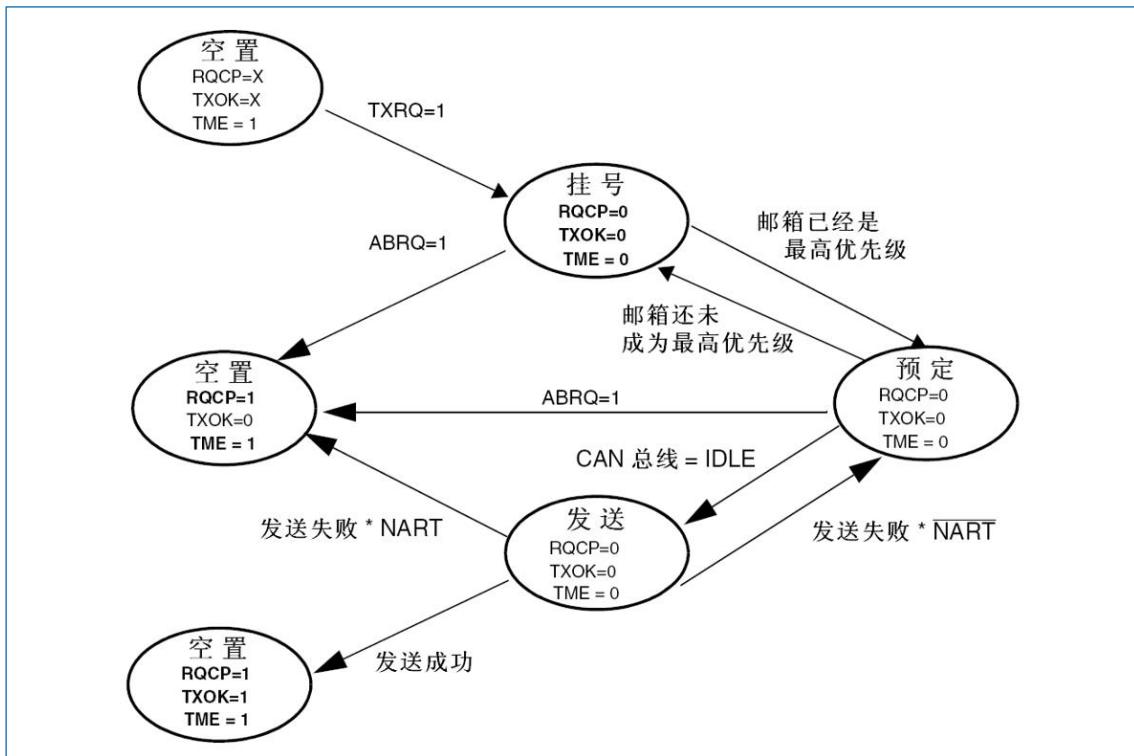 空置
RQCP=X
TXOK=X
TME = 1
TXRQ=1
挂号
RQCP=0
TXOK=0
TME = 0
ABRQ=1
邮箱已经是
最高优先级
邮箱还未
成为最高优先级
预定
RQCP=0
TXOK=0
TME = 0
空置
RQCP=1
TXOK=0
TME = 1
ABRQ=1
CAN 总线 = IDLE
发送失败 * NART
发送
RQCP=0
TXOK=0
TME = 0
发送失败 * N̅A̅R̅T̅
空置
RQCP=1
TXOK=1
TME = 1
发送成功